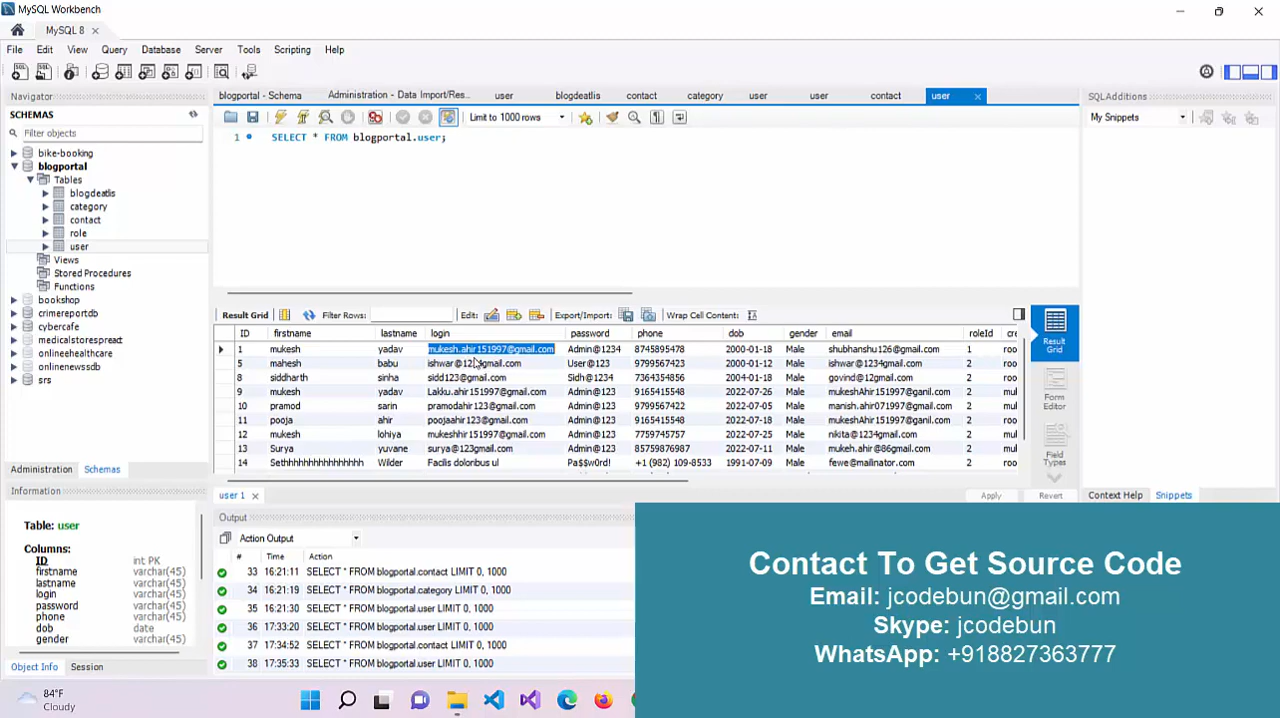 MySQL Workbench
MySQL 8
File Edit View Query Database Server Tools Scripting Help
Navigator
SCHEMAS
Filter objects
bike-booking
blogportal
Tables
blogdeatlis
category
contact
role
user
Views
Stored Procedures
Functions
bookshop
crimereportdb
cybercafe
medicalstorespreact
onlinehealthcare
onlinenewssdb
srs
Administration Schemas
Information
Table: user
Columns:
ID int PK
firstname varchar(45)
lastname varchar(45)
login varchar(45)
password varchar(45)
phone varchar(45)
dob date
gender varchar(45)
Object Info Session
blogportal - Schema Administration - Data Import/Res... user blogdeatlis contact category user user contact user
Limit to 1000 rows
1 SELECT * FROM blogportal.user;
Result Grid Filter Rows: Edit: Export/Import: Wrap Cell Content:
ID firstname lastname login password phone dob gender email roleId cre
1 mukesh yadav mukesh.ahir151997@gmail.com Admin@1234 8745895478 2000-01-18 Male shubhanshu126@gmail.com 1 roo
5 mahesh babu ishwar@1234gmail.com User@123 9799567423 2000-01-12 Male ishwar@1234gmail.com 2 roo
8 siddharth sinha sidd123@gmail.com Sidh@1234 7364354856 2004-01-18 Male govind@12gmail.com 2 roo
9 mukesh yadav Lakku.ahir151997@gmail.com Admin@123 9165415548 2022-07-26 Male mukeshAhir151997@ganil.com 2 mul
10 pramod sarin pramodahir123@gmail.com Admin@123 9799567422 2022-07-05 Male manish.ahir071997@gmail.com 2 mul
11 pooja ahir poojaahir123@gmail.com Admin@123 9165415548 2022-07-18 Male mukeshAhir151997@ganil.com 2 mul
12 mukesh lohiya mukeshhir151997@gmail.com Admin@123 7759745757 2022-07-25 Male nikita@1234gmail.com 2 mul
13 Surya yuvane surya@123gmail.com Admin@123 85759876987 2022-07-11 Male mukeh.ahir@86gmail.com 2 roo
14 Sethhhhhhhhhhhhhhhh Wilder Facilis doloribus ul Pa$$w0rd! +1 (982) 109-8533 1991-07-09 Male fewe@mailinator.com 2 roo
Result Grid
Form Editor
Field Types
user 1 Apply Revert
Output
Action Output
# Time Action
33 16:21:11 SELECT * FROM blogportal.contact LIMIT 0, 1000
34 16:21:19 SELECT * FROM blogportal.category LIMIT 0, 1000
35 16:21:30 SELECT * FROM blogportal.user LIMIT 0, 1000
36 17:33:20 SELECT * FROM blogportal.user LIMIT 0, 1000
37 17:34:52 SELECT * FROM blogportal.contact LIMIT 0, 1000
38 17:35:33 SELECT * FROM blogportal.user LIMIT 0, 1000
SQLAdditions
My Snippets
Context Help Snippets
Contact To Get Source Code
Email: jcodebun@gmail.com
Skype: jcodebun
WhatsApp: +918827363777
84°F
Cloudy